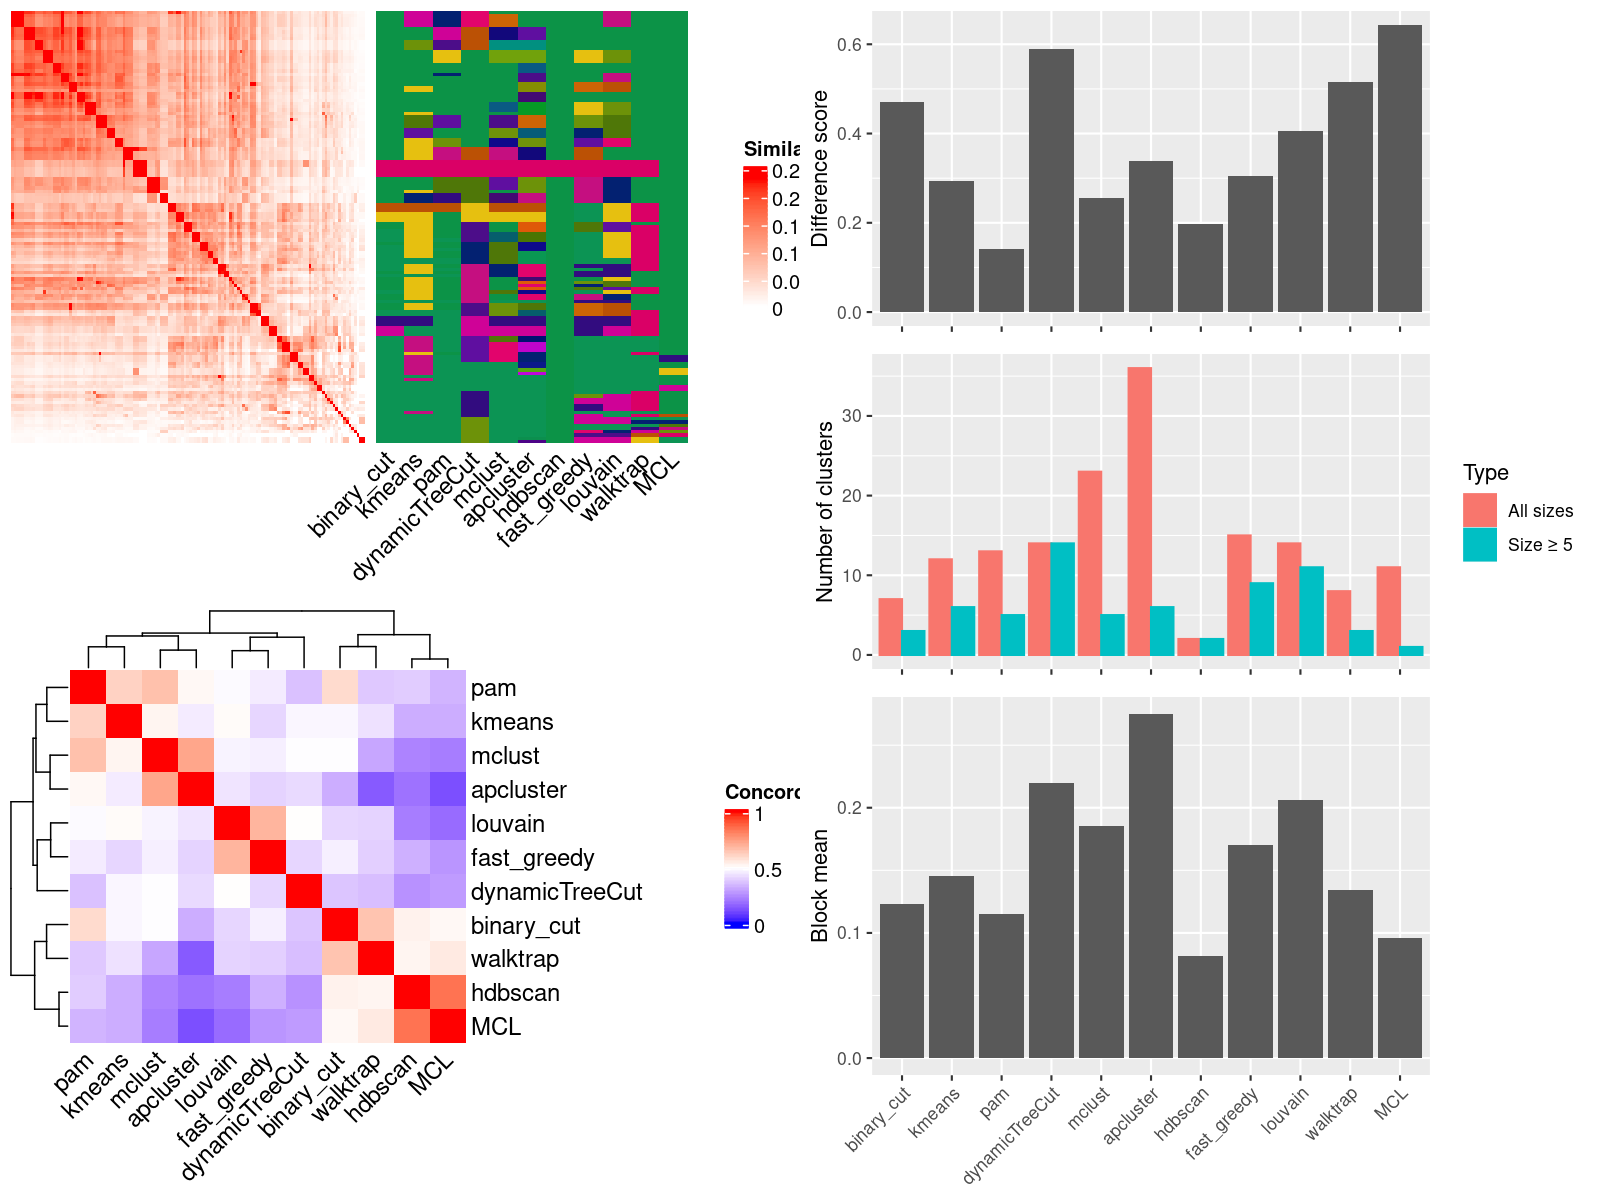 Simila
0.2
0.2
0.1
0.1
0.0
0
binary_cut
kmeans
pam
dynamicTreeCut
mclust
apcluster
hdbscan
fast_greedy
louvain
walktrap
MCL
pam
kmeans
mclust
apcluster
louvain
fast_greedy
dynamicTreeCut
binary_cut
walktrap
hdbscan
MCL
pam
kmeans
mclust
apcluster
louvain
fast_greedy
dynamicTreeCut
binary_cut
walktrap
hdbscan
MCL
Concord
1
0.5
0
Difference score
0.6
0.4
0.2
0.0
Number of clusters
30
20
10
0
Type
All sizes
Size ≥ 5
Block mean
0.2
0.1
0.0
binary_cut
kmeans
pam
dynamicTreeCut
mclust
apcluster
hdbscan
fast_greedy
louvain
walktrap
MCL